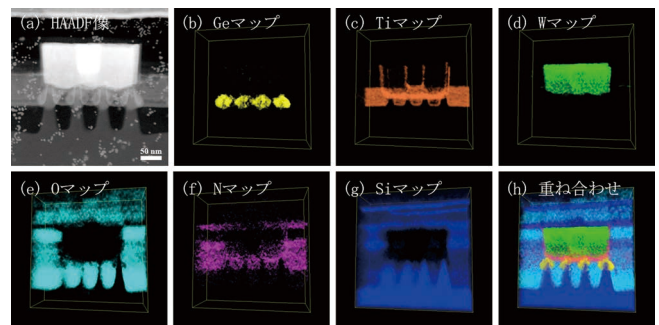 (a) HAADF像
(b) Geマップ
(c) Tiマップ
(d) Wマップ
50 nm
(e) Oマップ
(f) Nマップ
(g) Siマップ
(h) 重ね合わせ